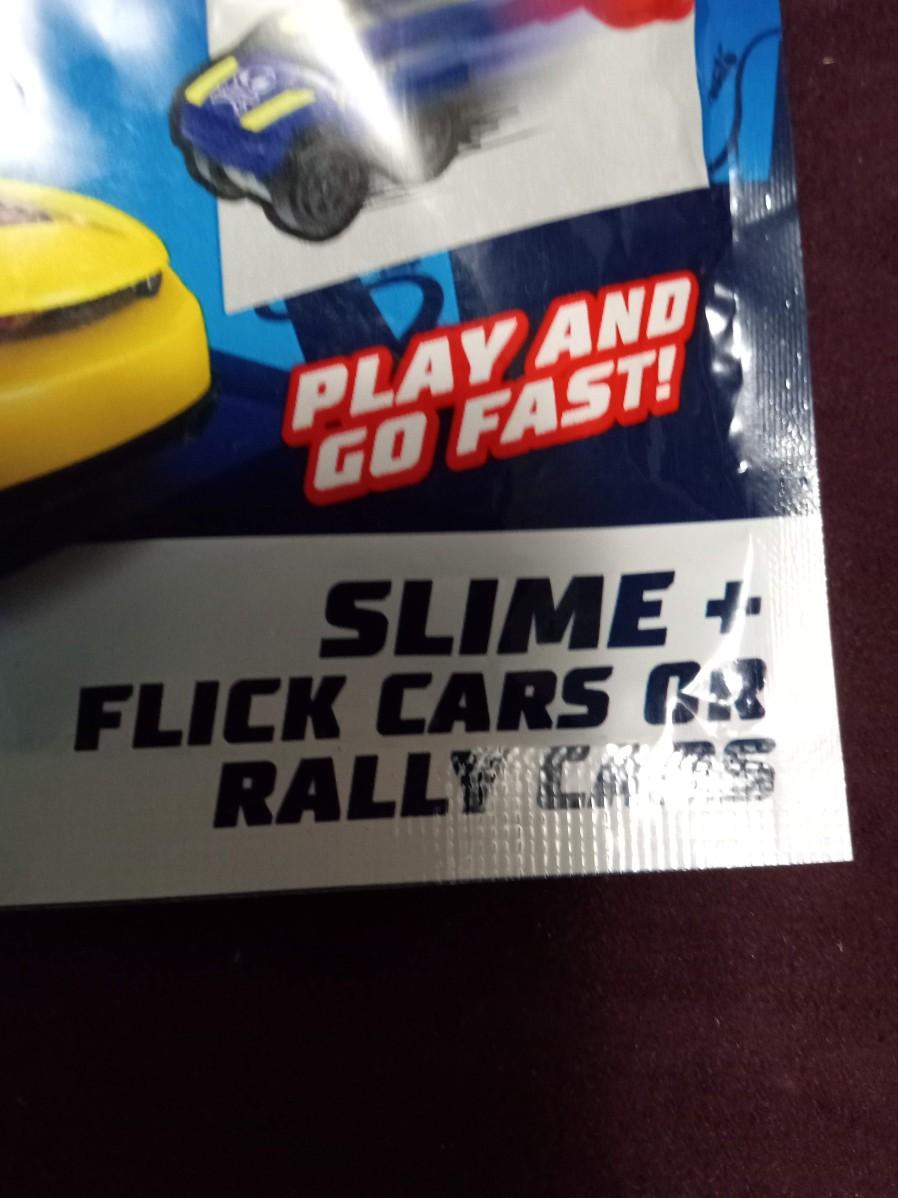 PLAY AND
GO FAST!
SLIME +
FLICK CARS OR
RALLY CARS